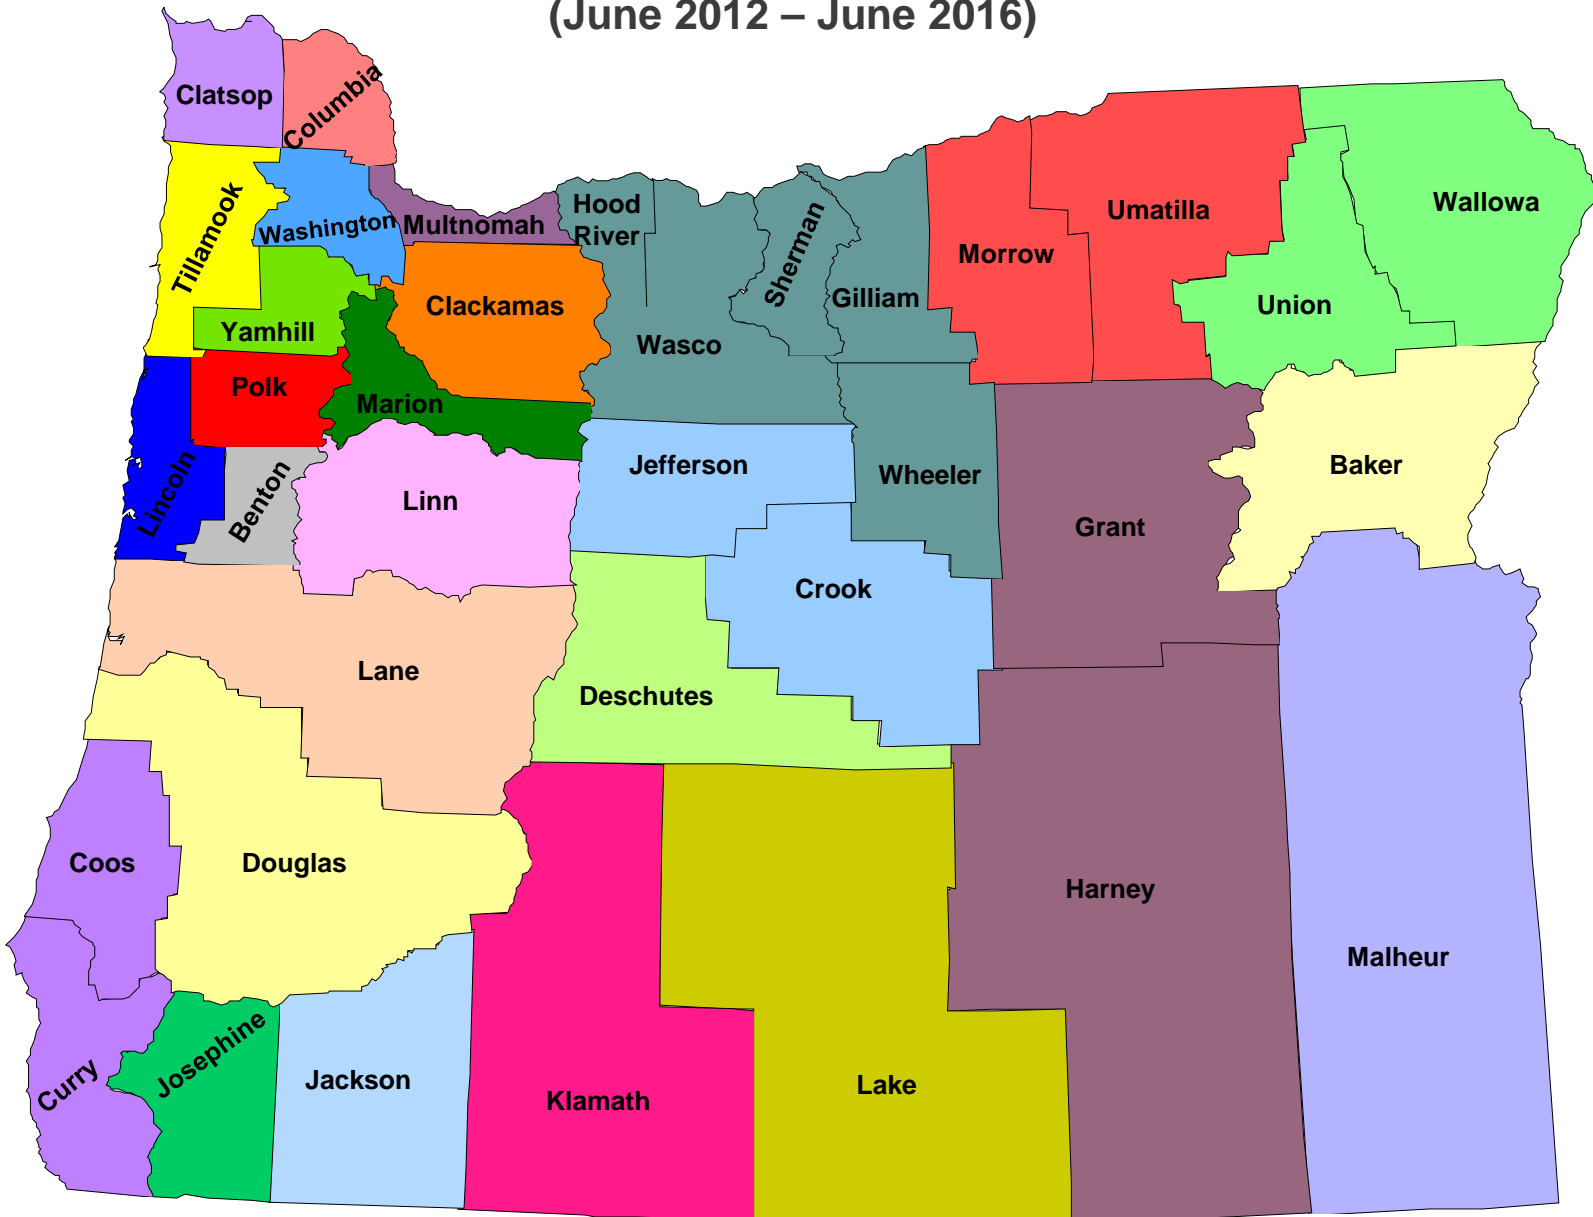 (June 2012 – June 2016)
Clatsop
Columbia
Tillamook
Washington
Multnomah
Hood
River
Sherman
Gilliam
Morrow
Umatilla
Wallowa
Union
Yamhill
Clackamas
Wasco
Polk
Marion
Lincoln
Benton
Linn
Jefferson
Wheeler
Grant
Baker
Crook
Lane
Deschutes
Coos
Douglas
Harney
Malheur
Curry
Josephine
Jackson
Klamath
Lake